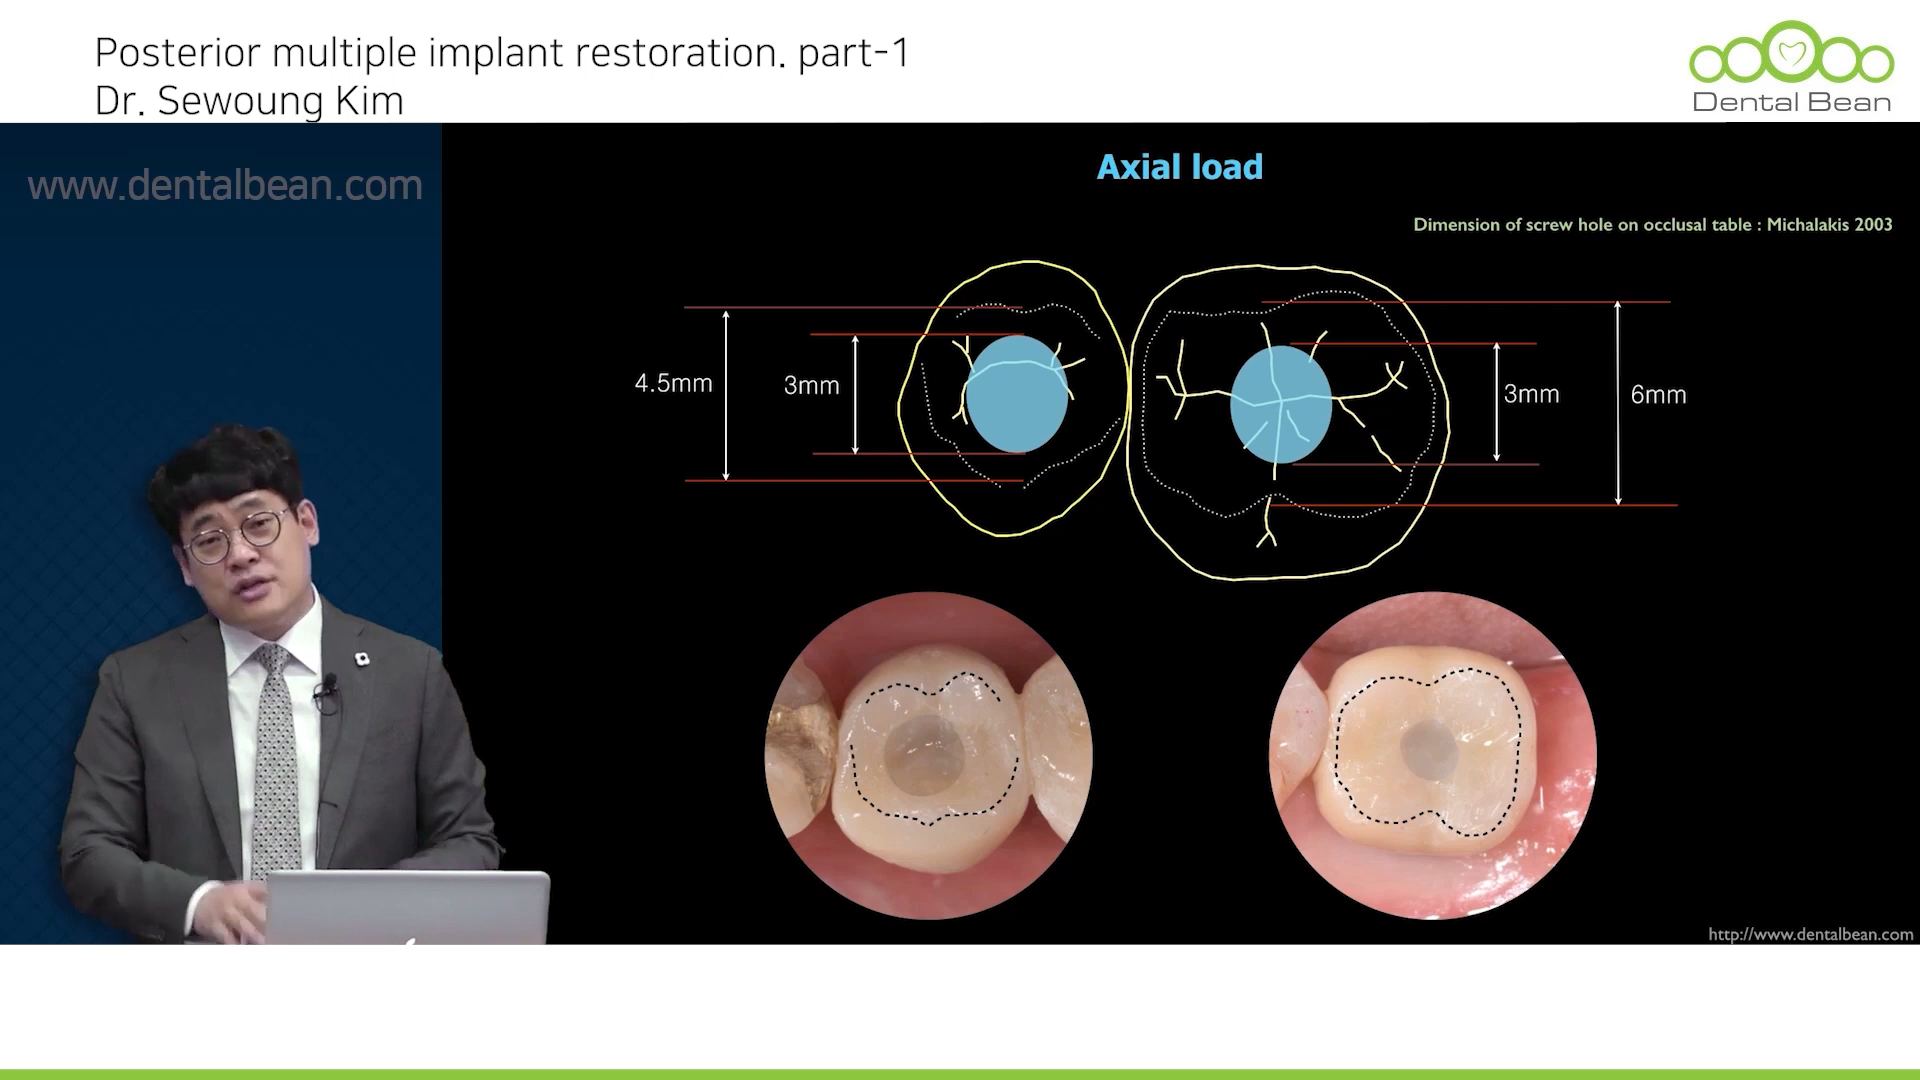 Posterior multiple implant restoration. part-1
Dr. Sewoung Kim
Dental Bean
www.dentalbean.com
Axial load
Dimension of screw hole on occlusal table : Michalakis 2003
4.5mm
3mm
3mm
6mm
http://www.dentalbean.com